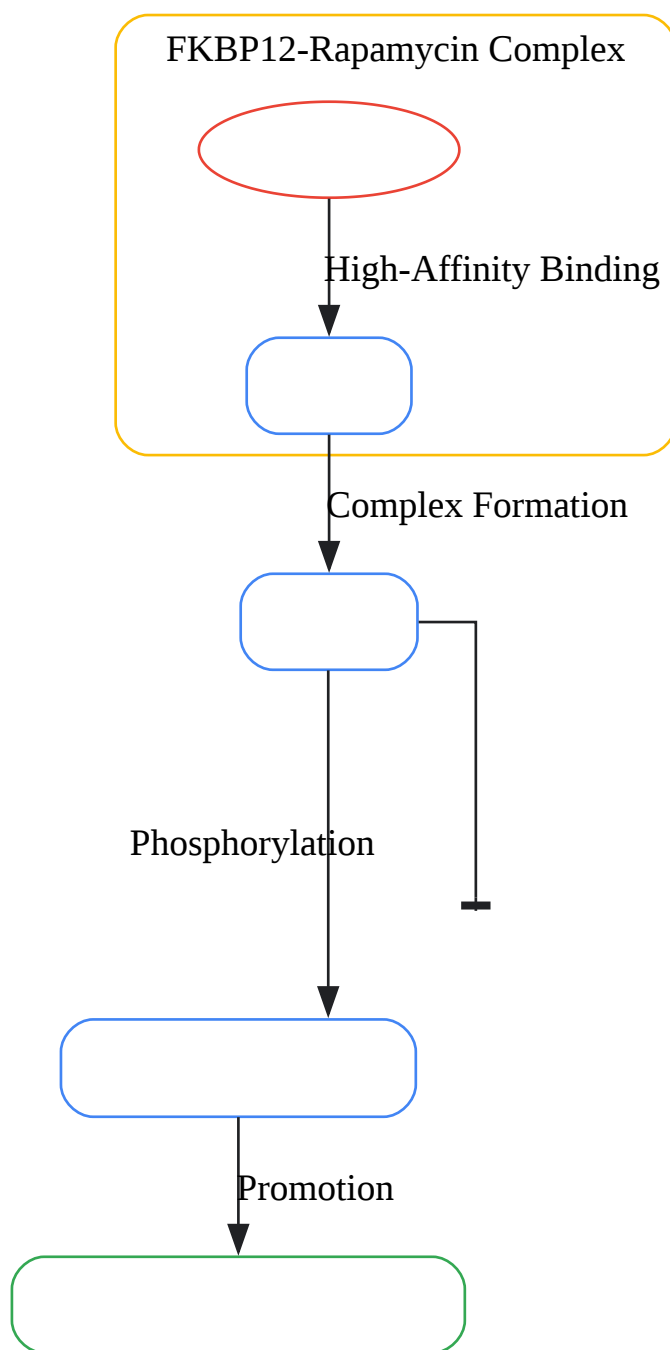 FKBP12-Rapamycin Complex
High-Affinity Binding
Complex Formation
Phosphorylation
Promotion